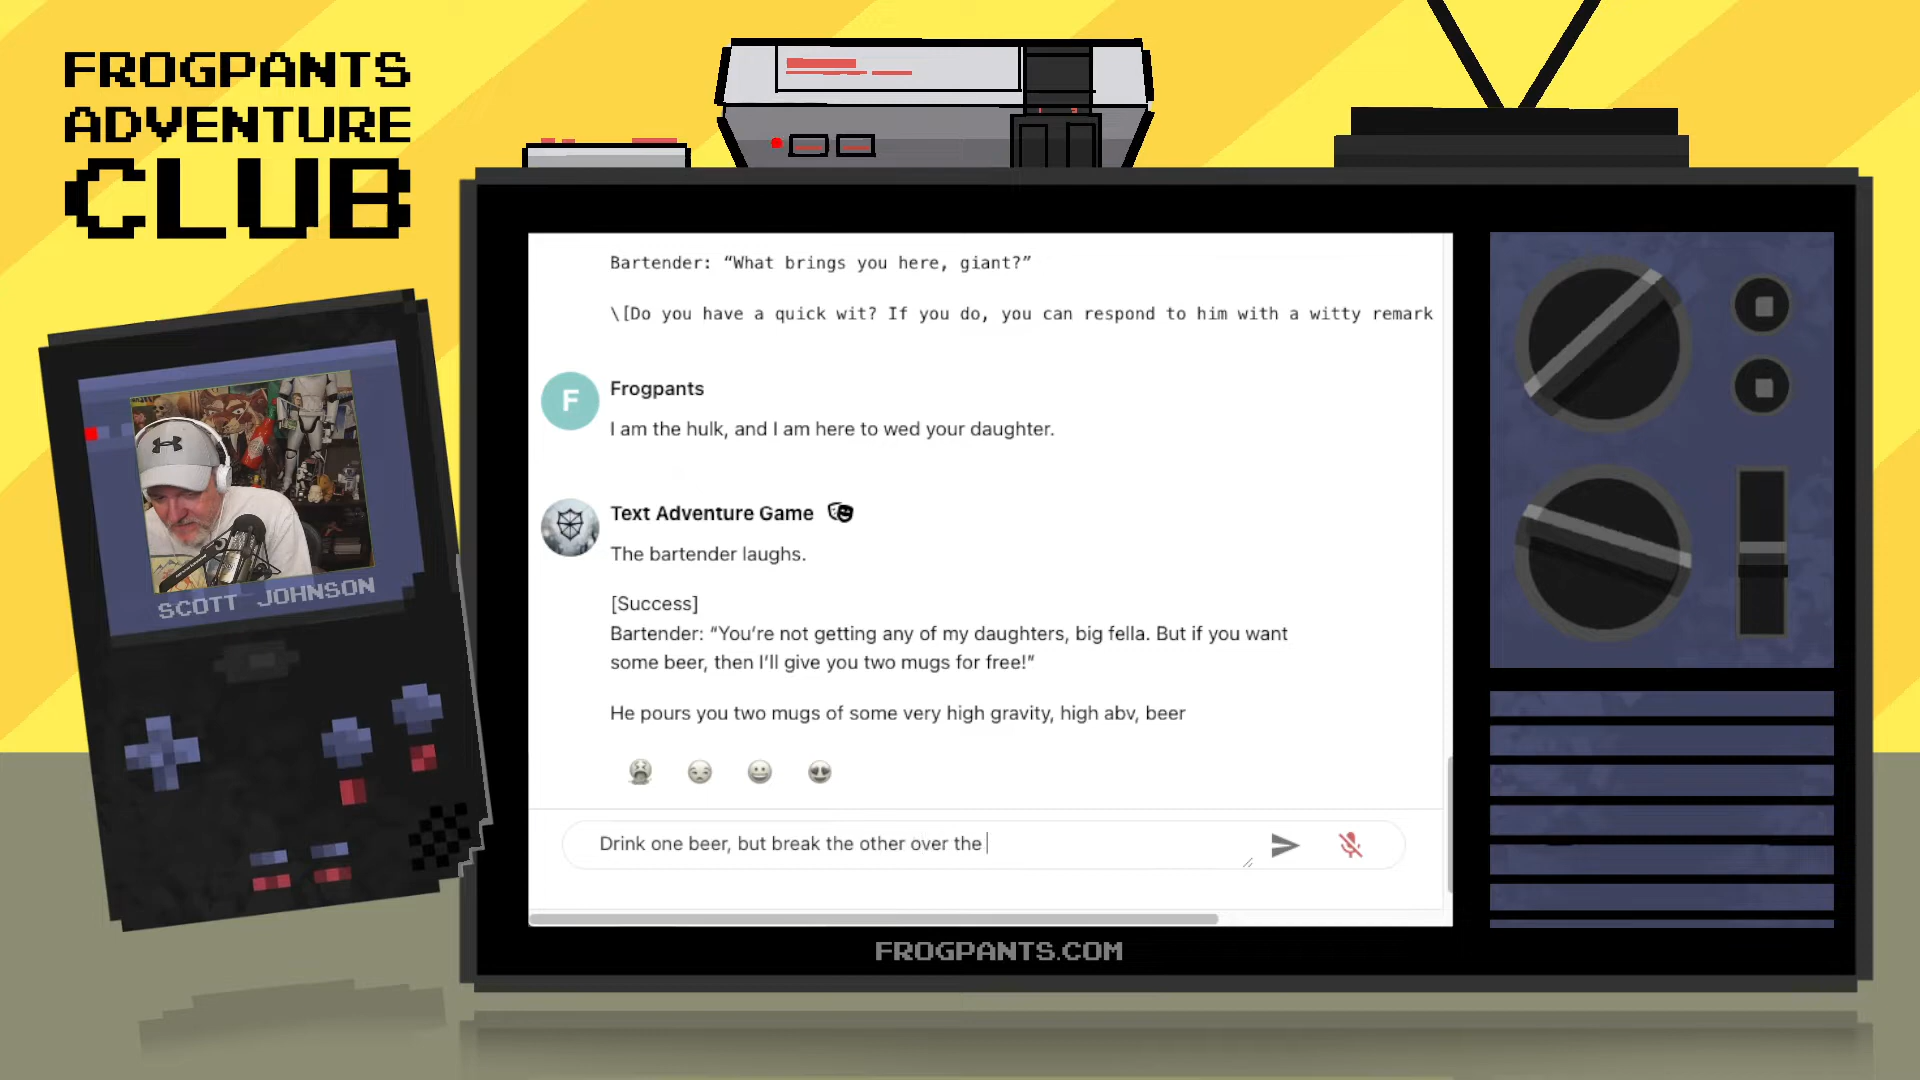 FROGPANTS
ADVENTURE
CLUB
SCOTT JOHNSON
Bartender: “What brings you here, giant?”
\[Do you have a quick wit? If you do, you can respond to him with a witty remark
F
Frogpants
I am the hulk, and I am here to wed your daughter.
Text Adventure Game
The bartender laughs.
[Success]
Bartender: “You’re not getting any of my daughters, big fella. But if you want
some beer, then I’ll give you two mugs for free!”
He pours you two mugs of some very high gravity, high abv, beer
Drink one beer, but break the other over the
FROGPANTS.COM